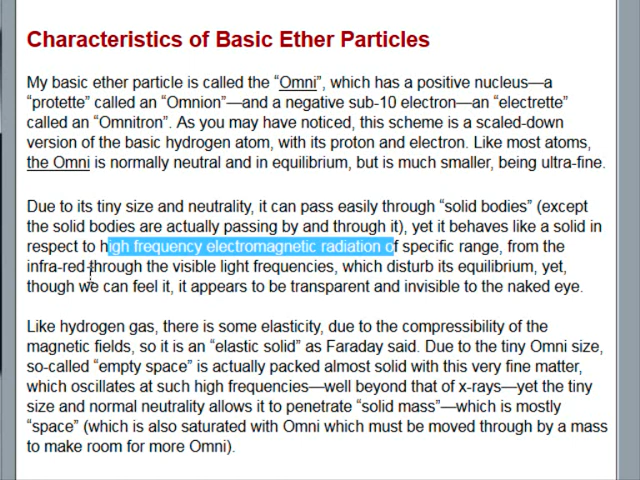 Characteristics of Basic Ether Particles
My basic ether particle is called the “Omni”, which has a positive nucleus—a
“protette” called an “Omnion”—and a negative sub-10 electron—an “electrette”
called an “Omnitron”. As you may have noticed, this scheme is a scaled-down
version of the basic hydrogen atom, with its proton and electron. Like most atoms,
the Omni is normally neutral and in equilibrium, but is much smaller, being ultra-fine.
Due to its tiny size and neutrality, it can pass easily through “solid bodies” (except
the solid bodies are actually passing by and through it), yet it behaves like a solid in
respect to high frequency electromagnetic radiation of specific range, from the
infra-red through the visible light frequencies, which disturb its equilibrium, yet,
though we can feel it, it appears to be transparent and invisible to the naked eye.
Like hydrogen gas, there is some elasticity, due to the compressibility of the
magnetic fields, so it is an “elastic solid” as Faraday said. Due to the tiny Omni size,
so-called “empty space” is actually packed almost solid with this very fine matter,
which oscillates at such high frequencies—well beyond that of x-rays—yet the tiny
size and normal neutrality allows it to penetrate “solid mass”—which is mostly
“space” (which is also saturated with Omni which must be moved through by a mass
to make room for more Omni).